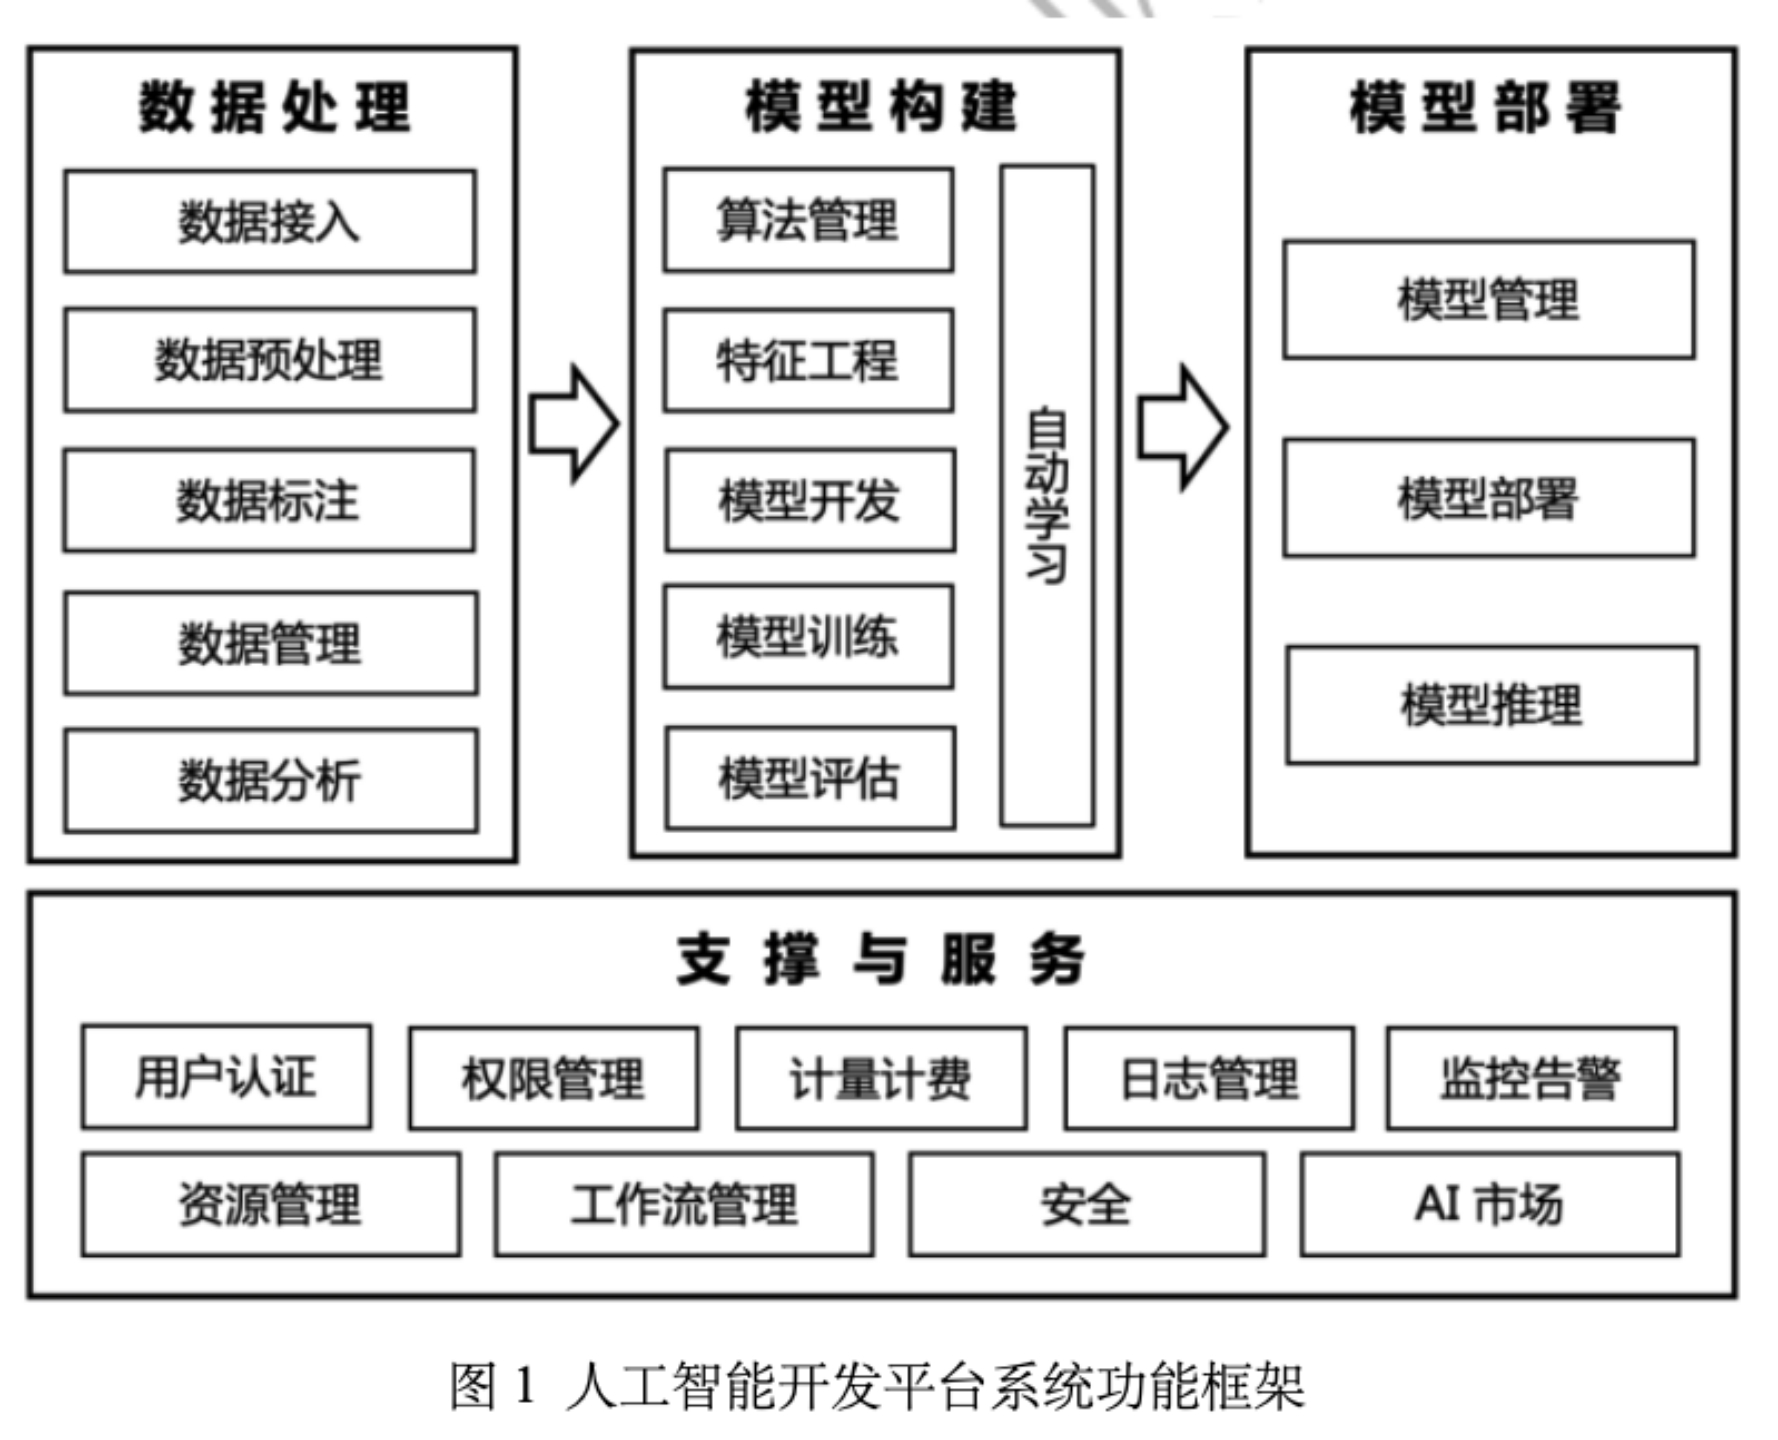 数据处理
数据接入
数据预处理
数据标注
数据管理
数据分析
模型构建
算法管理
特征工程
模型开发
模型训练
模型评估
自动学习
模型部署
模型管理
模型部署
模型推理
支撑与服务
用户认证
权限管理
计量计费
日志管理
监控告警
资源管理
工作流管理
安全
AI 市场
图 1 人工智能开发平台系统功能框架